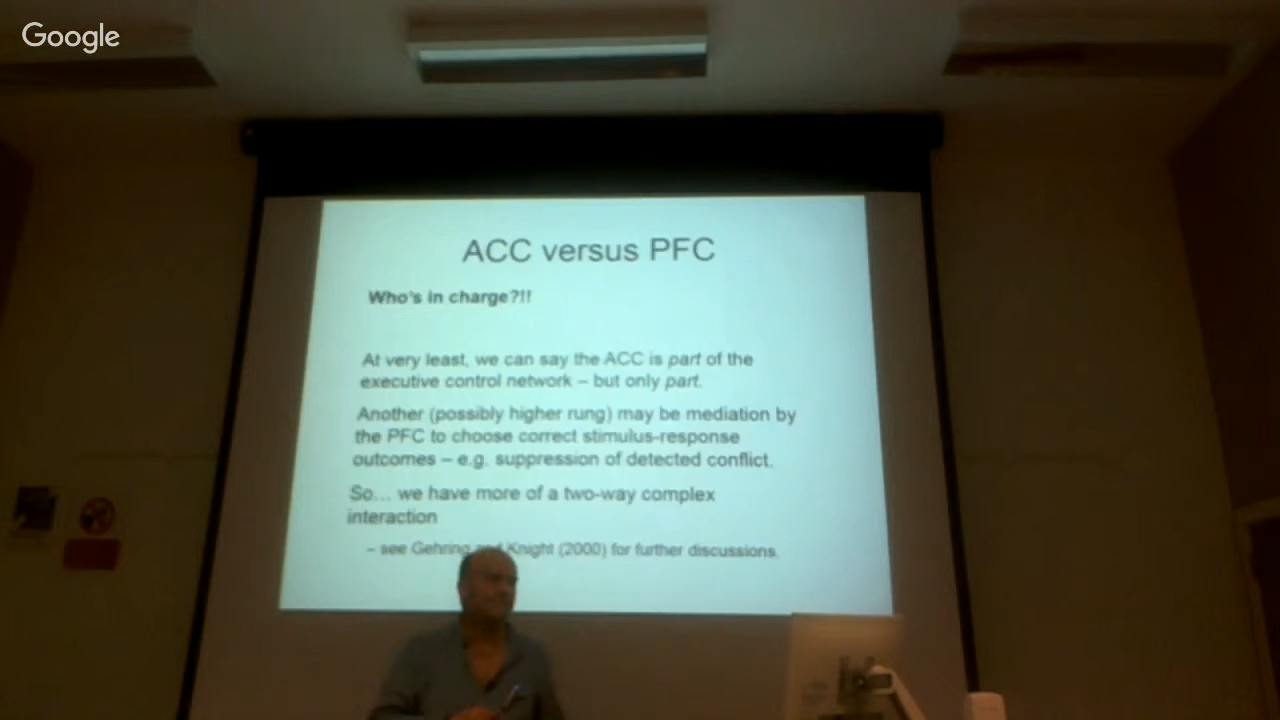 Google
ACC versus PFC
Who's in charge?!!
At very least, we can say the ACC is part of the
executive control network – but only part.
Another (possibly higher rung) may be mediation by
the PFC to choose correct stimulus-response
outcomes – e.g. suppression of detected conflict.
So... we have more of a two-way complex
interaction
– see Gehring and Knight (2000) for further discussions.